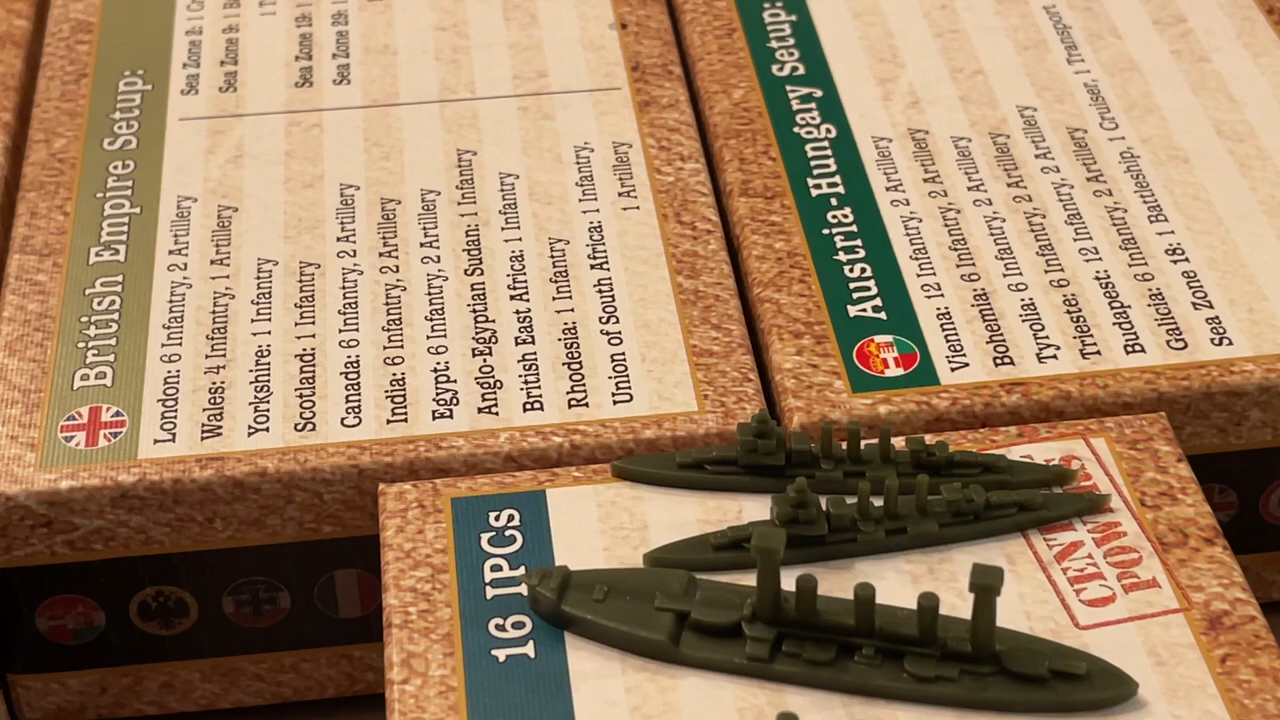 British Empire Setup:
London: 6 Infantry, 2 Artillery
Wales: 4 Infantry, 1 Artillery
Yorkshire: 1 Infantry
Scotland: 1 Infantry
Canada: 6 Infantry, 2 Artillery
India: 6 Infantry, 2 Artillery
Egypt: 6 Infantry, 2 Artillery
Anglo-Egyptian Sudan: 1 Infantry
British East Africa: 1 Infantry
Rhodesia: 1 Infantry
Union of South Africa: 1 Infantry,
1 Artillery
Sea Zone 2: 1
Sea Zone 9: 1
1
Sea Zone 19: 1
Sea Zone 29: 1
Austria-Hungary Setup:
Vienna: 12 Infantry, 2 Artillery
Bohemia: 6 Infantry, 2 Artillery
Tyrolia: 6 Infantry, 2 Artillery
Trieste: 6 Infantry, 2 Artillery
Budapest: 12 Infantry, 2 Artillery
Galicia: 6 Infantry, 2 Artillery
Sea Zone 18: 1 Battleship, 1 Cruiser, 1 Transport
16 IPCs